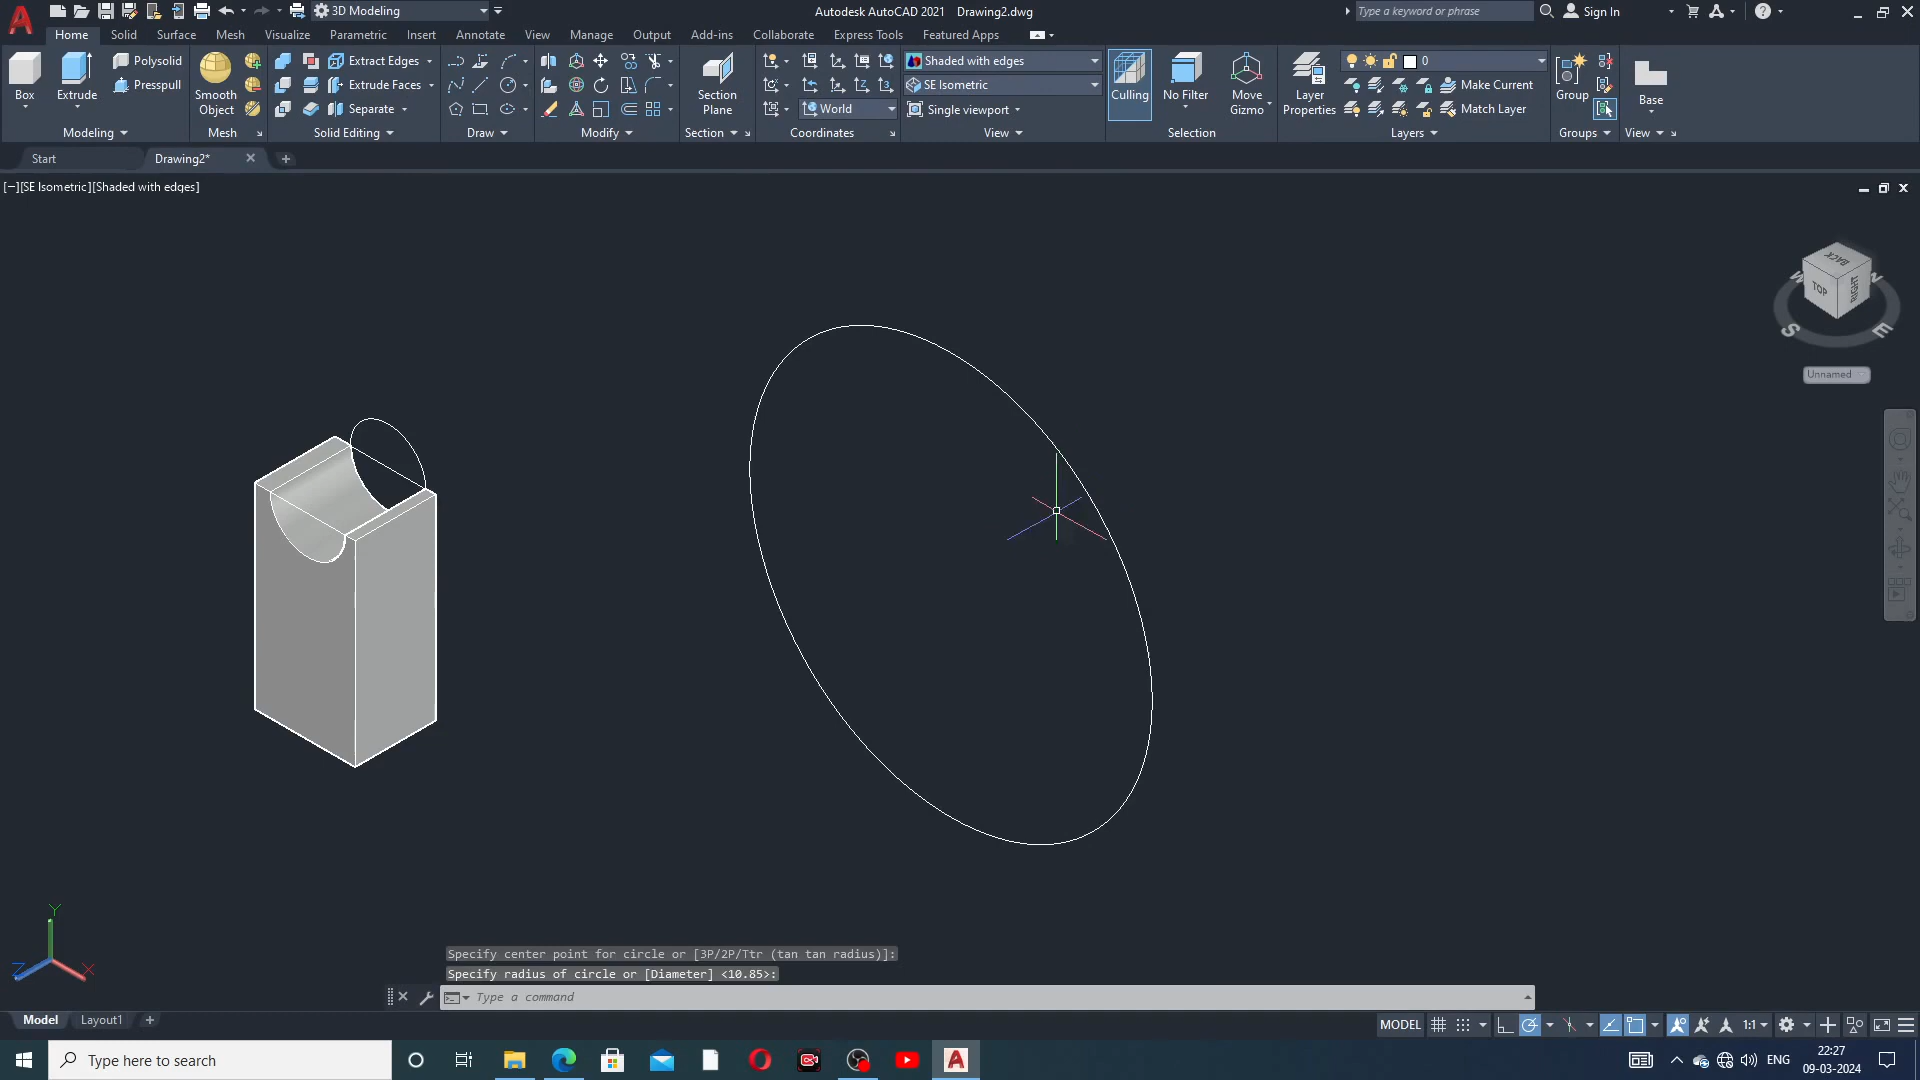 3D Modeling
Autodesk AutoCAD 2021 Drawing2.dwg
Type a keyword or phrase
Sign In
Home Solid Surface Mesh Visualize Parametric Insert Annotate View Manage Output Add-ins Collaborate Express Tools Featured Apps
Polysolid
Extract Edges
Shaded with edges
0
Presspull
Extrude Faces
SE Isometric
Make Current
Box Extrude
Smooth Object
Separate
Section Plane
World
Single viewport
Culling No Filter Move Gizmo
Layer Properties
Match Layer
Group
Base
Modeling Mesh Solid Editing Draw Modify Section Coordinates View Selection Layers Groups View
Start Drawing2*
[−][SE Isometric][Shaded with edges]
BACK
TOP
RIGHT
W N
S E
Unnamed
Y
Z X
Specify center point for circle or [3P/2P/Ttr (tan tan radius)]:
Specify radius of circle or [Diameter] <10.85>:
Type a command
Model Layout1
MODEL
1:1
Type here to search
ENG
22:27
09-03-2024